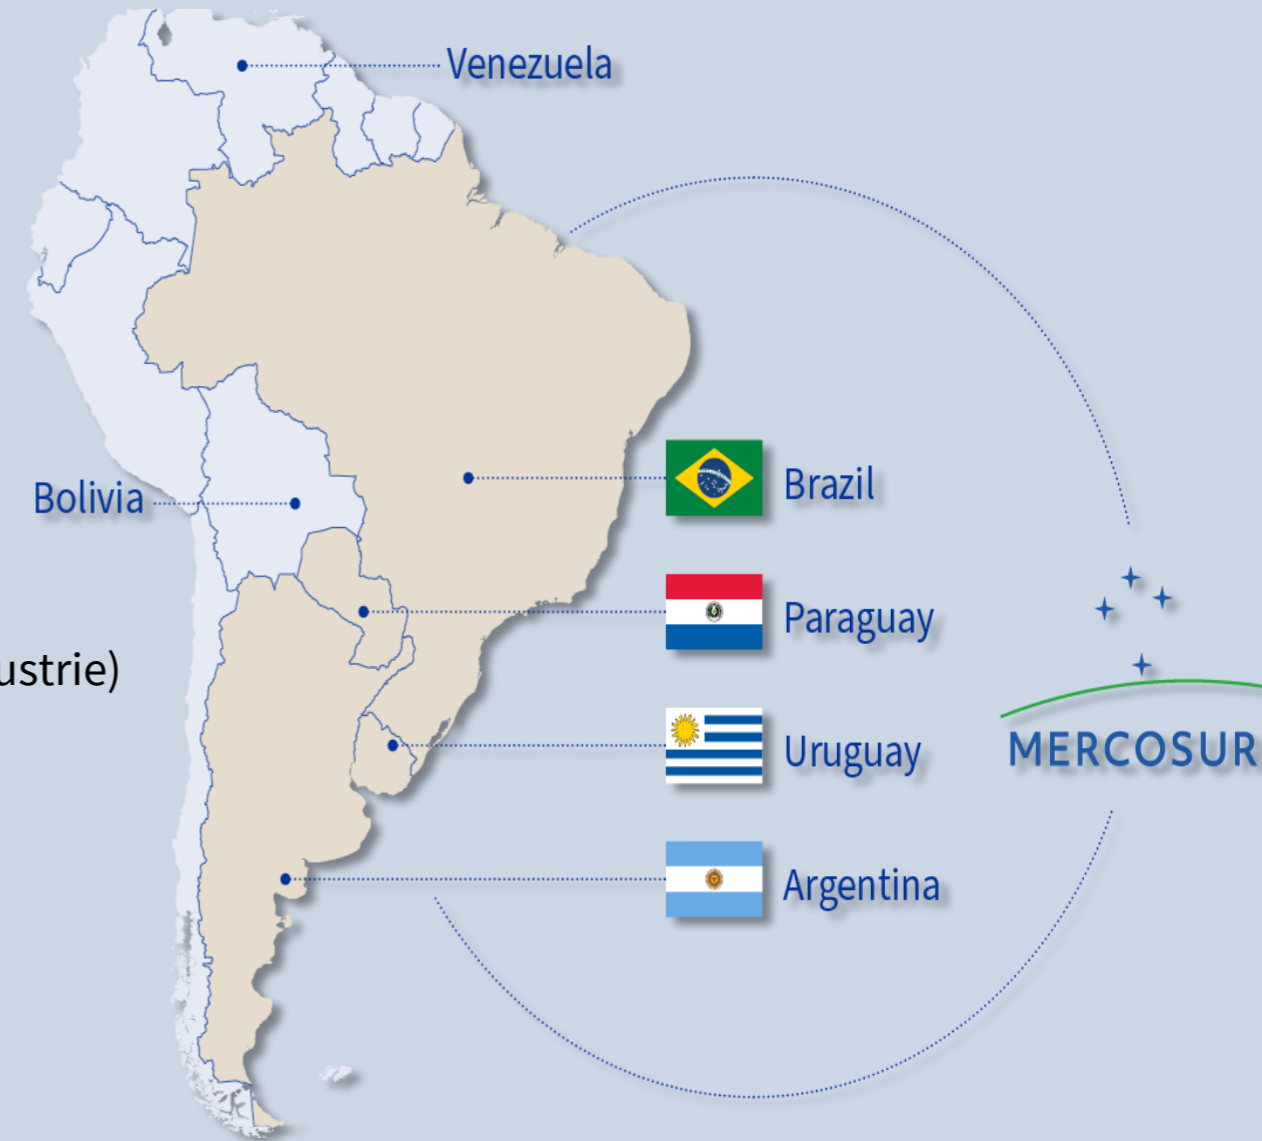 Venezuela
Brazil
Bolivia
Paraguay
ustrie)
Uruguay
MERCOSUR
Argentina